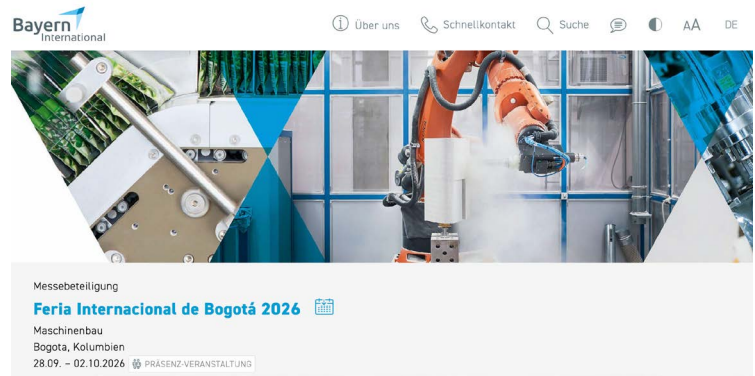 Bayern
International
Über uns
Schnellkontakt
Suche
AA
DE
Messebeteiligung
Feria Internacional de Bogotá 2026
Maschinenbau
Bogota, Kolumbien
28.09. – 02.10.2026 PRÄSENZ-VERANSTALTUNG